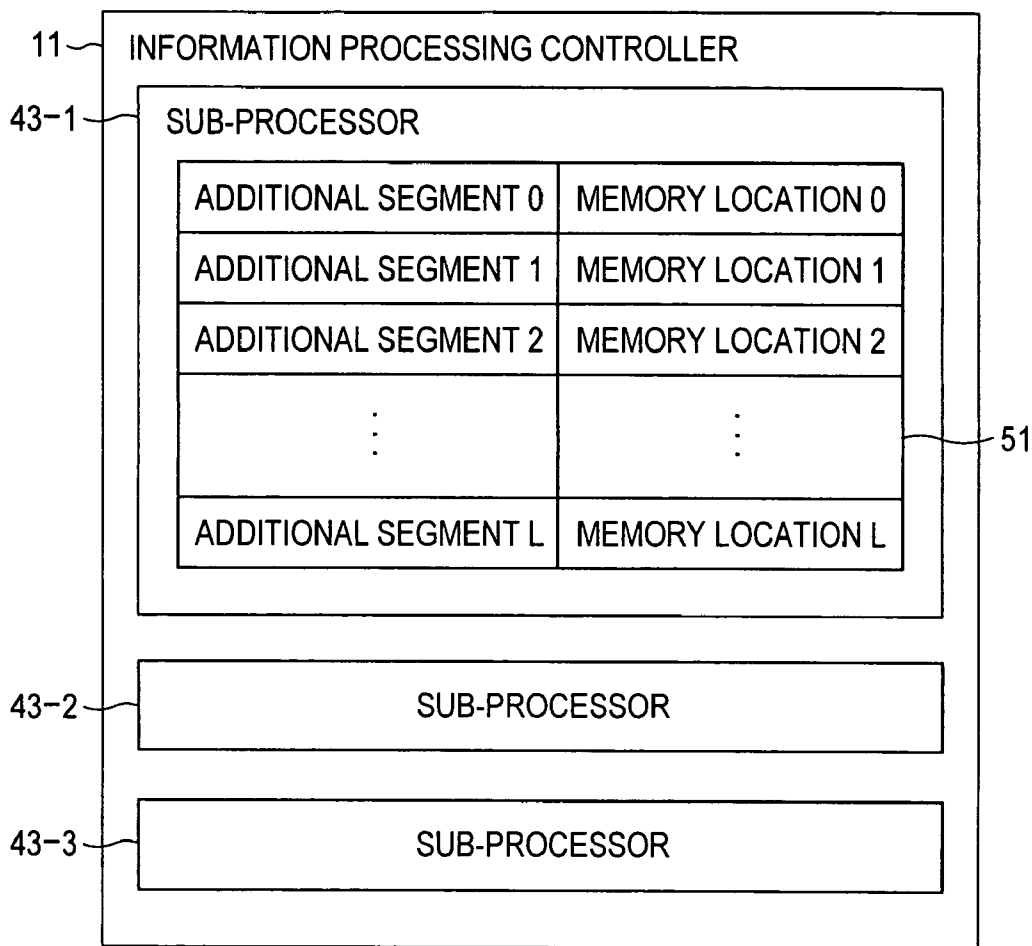 11 INFORMATION PROCESSING CONTROLLER
43-1 SUB-PROCESSOR
ADDITIONAL SEGMENT 0 MEMORY LOCATION 0
ADDITIONAL SEGMENT 1 MEMORY LOCATION 1
ADDITIONAL SEGMENT 2 MEMORY LOCATION 2
⋮ ⋮ 51
ADDITIONAL SEGMENT L MEMORY LOCATION L
43-2 SUB-PROCESSOR
43-3 SUB-PROCESSOR